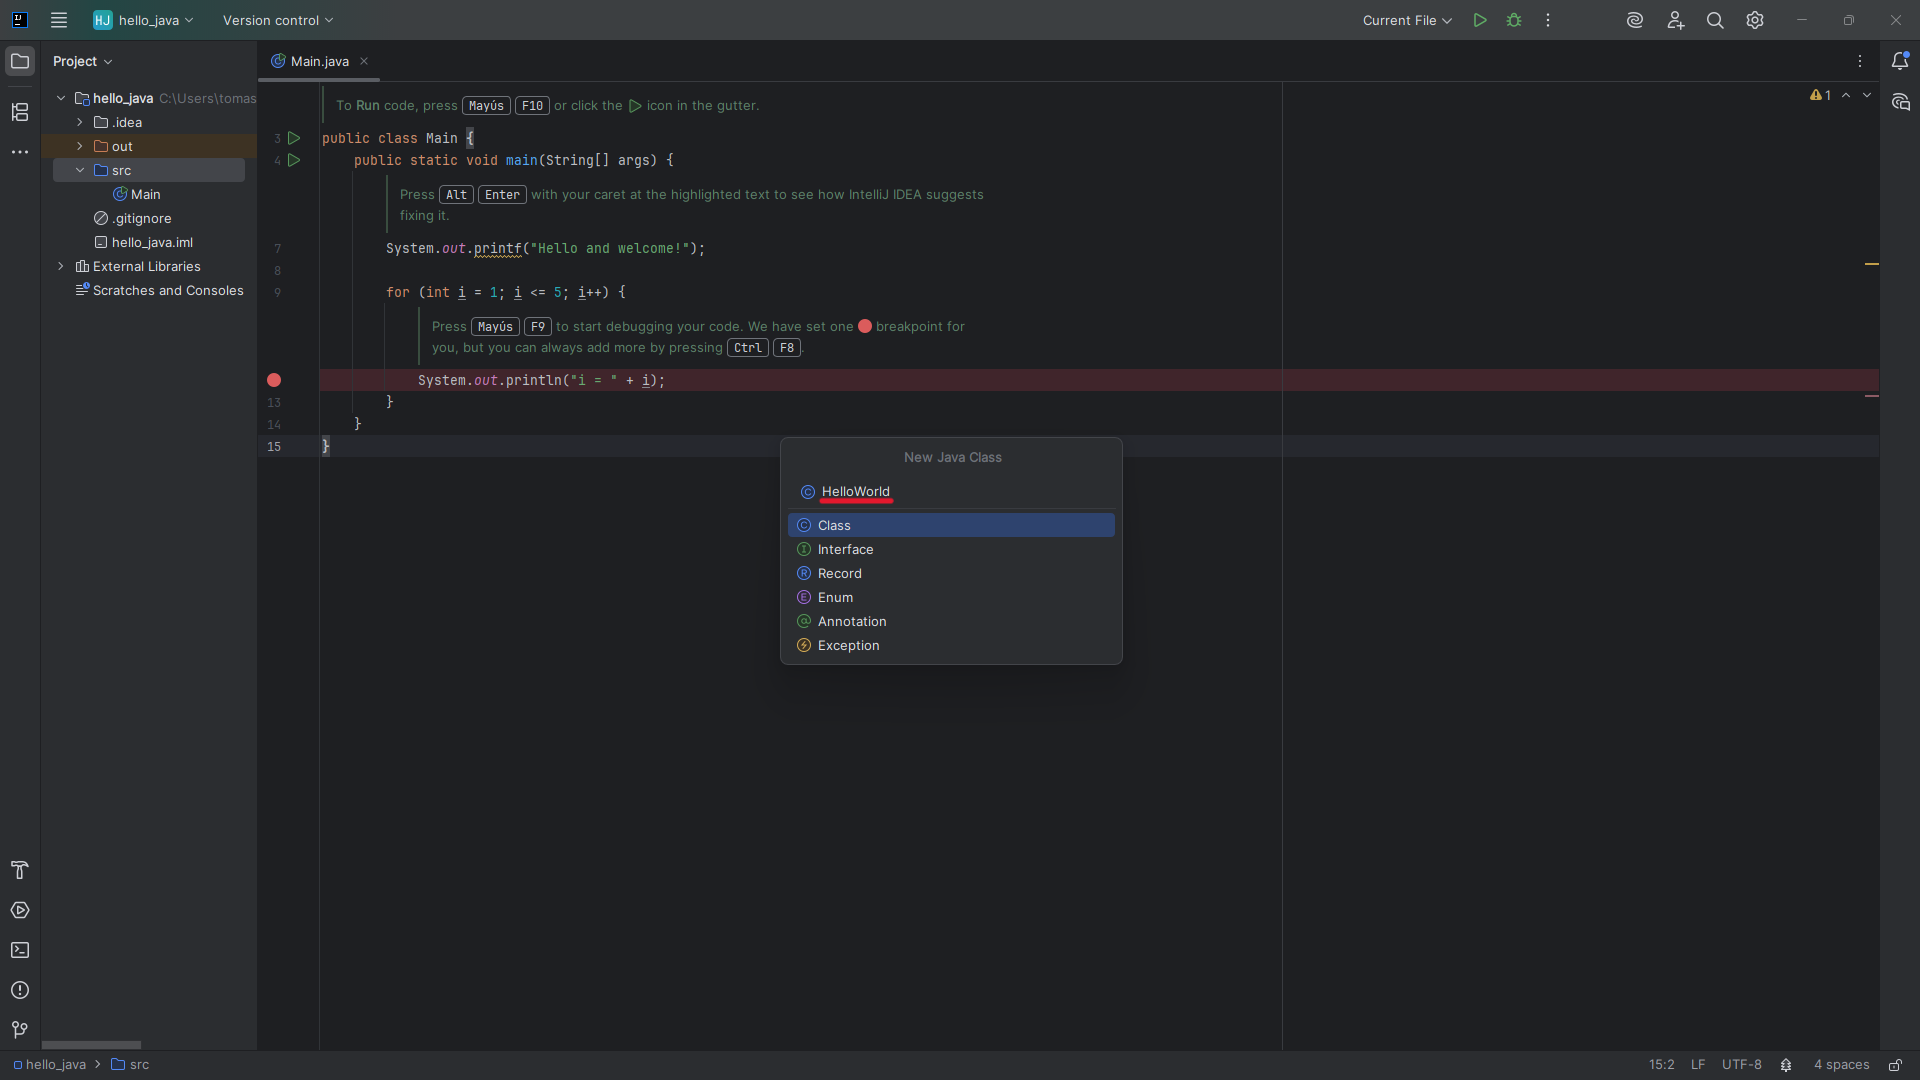 HJ hello_java Version control Current File
Project
Main.java
hello_java C:\Users\tomas
.idea
out
src
Main
.gitignore
hello_java.iml
External Libraries
Scratches and Consoles
To Run code, press Mayús F10 or click the icon in the gutter.
1
3 public class Main {
4 public static void main(String[] args) {
Press Alt Enter with your caret at the highlighted text to see how IntelliJ IDEA suggests
fixing it.
7 System.out.printf("Hello and welcome!");
8
9 for (int i = 1; i <= 5; i++) {
Press Mayús F9 to start debugging your code. We have set one breakpoint for
you, but you can always add more by pressing Ctrl F8.
System.out.println("i = " + i);
13 }
14 }
15 }
New Java Class
HelloWorld
Class
Interface
Record
Enum
Annotation
Exception
hello_java > src 15:2 LF UTF-8 4 spaces